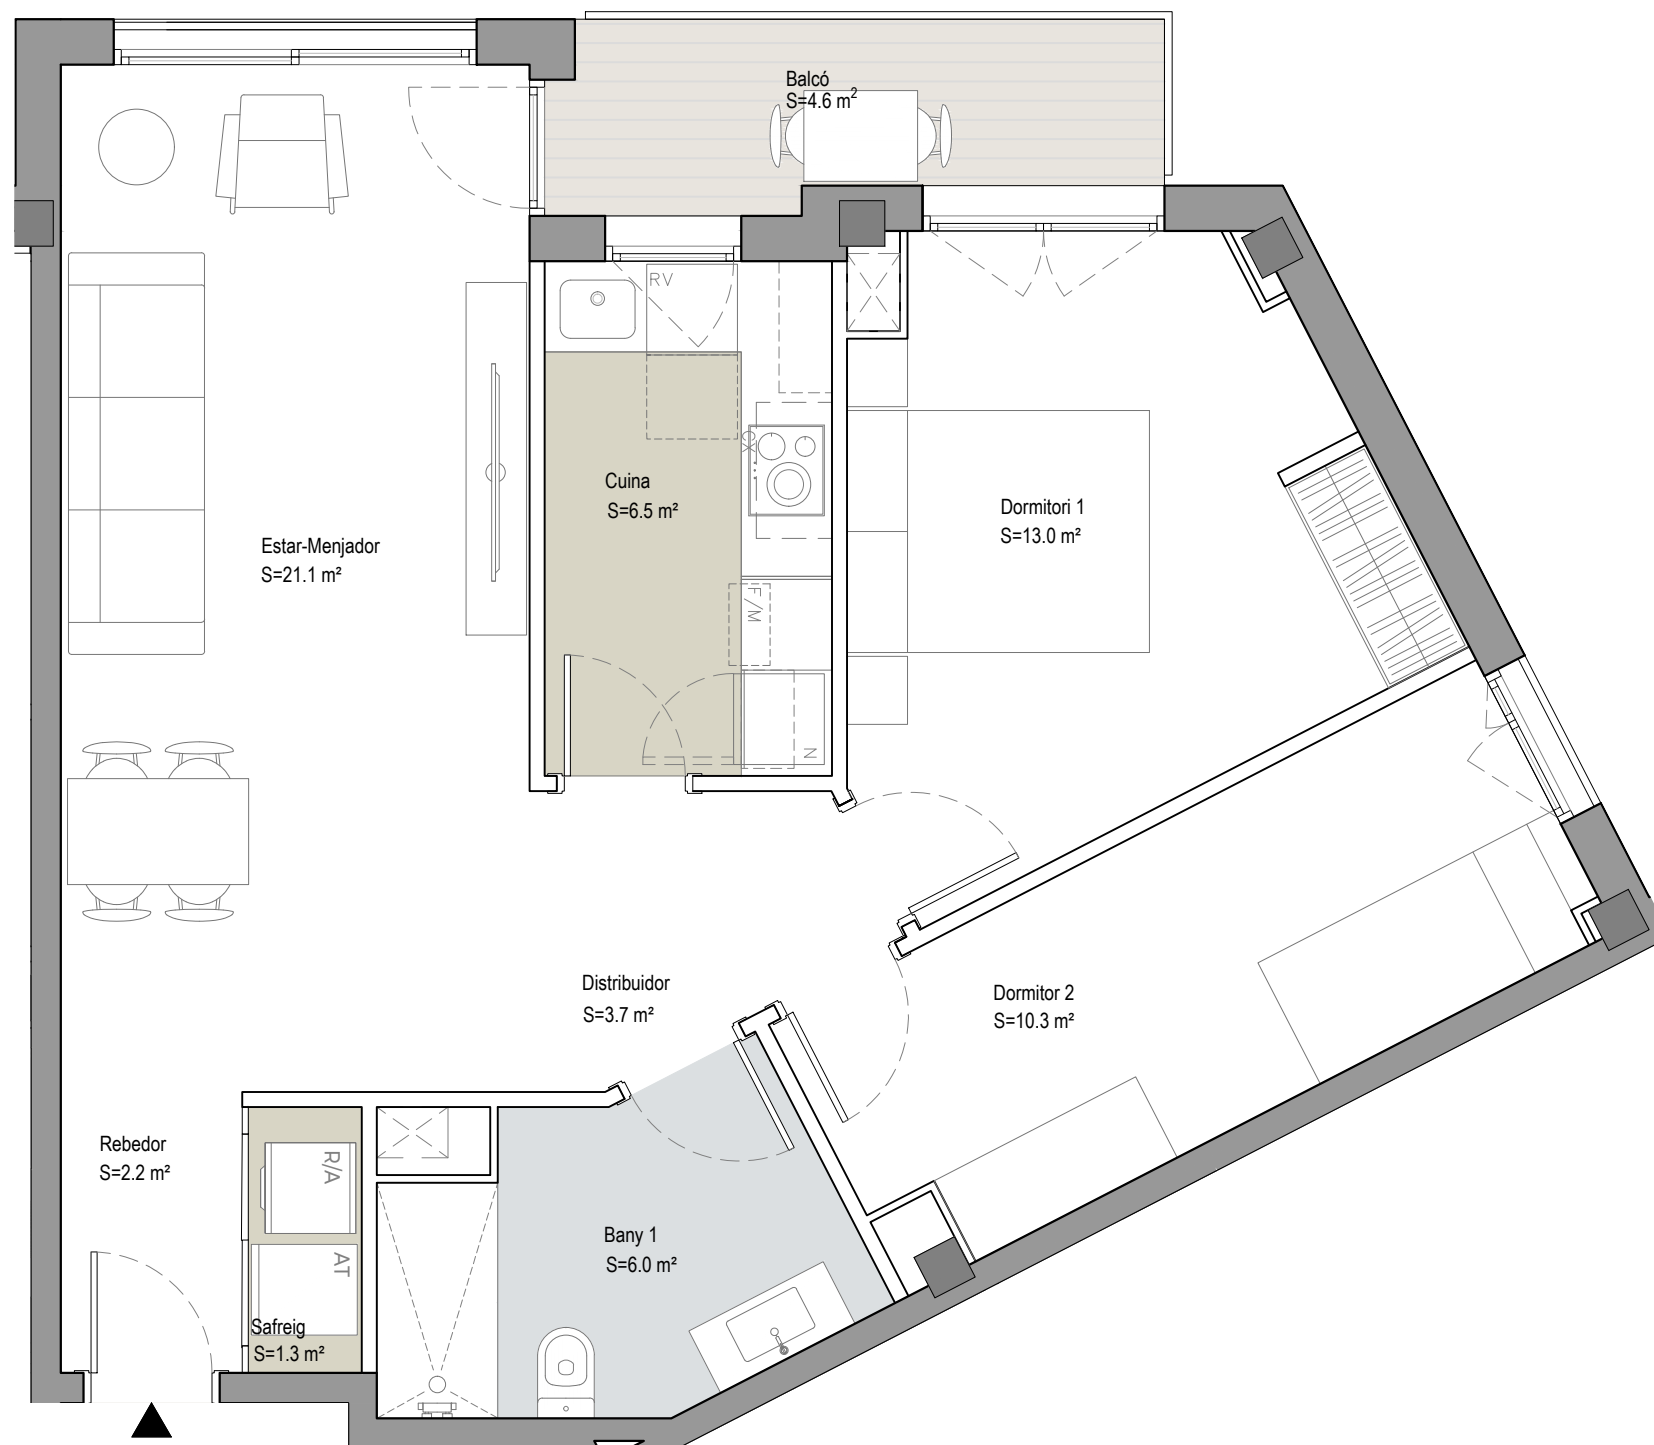 Balcó
S=4.6 m²
RV
CX
Cuina
S=6.5 m²
Dormitori 1
S=13.0 m²
Estar-Menjador
S=21.1 m²
F/M
N
Distribuidor
S=3.7 m²
Dormitor 2
S=10.3 m²
Rebedor
S=2.2 m²
R/A
AT
Bany 1
S=6.0 m²
Safreig
S=1.3 m²